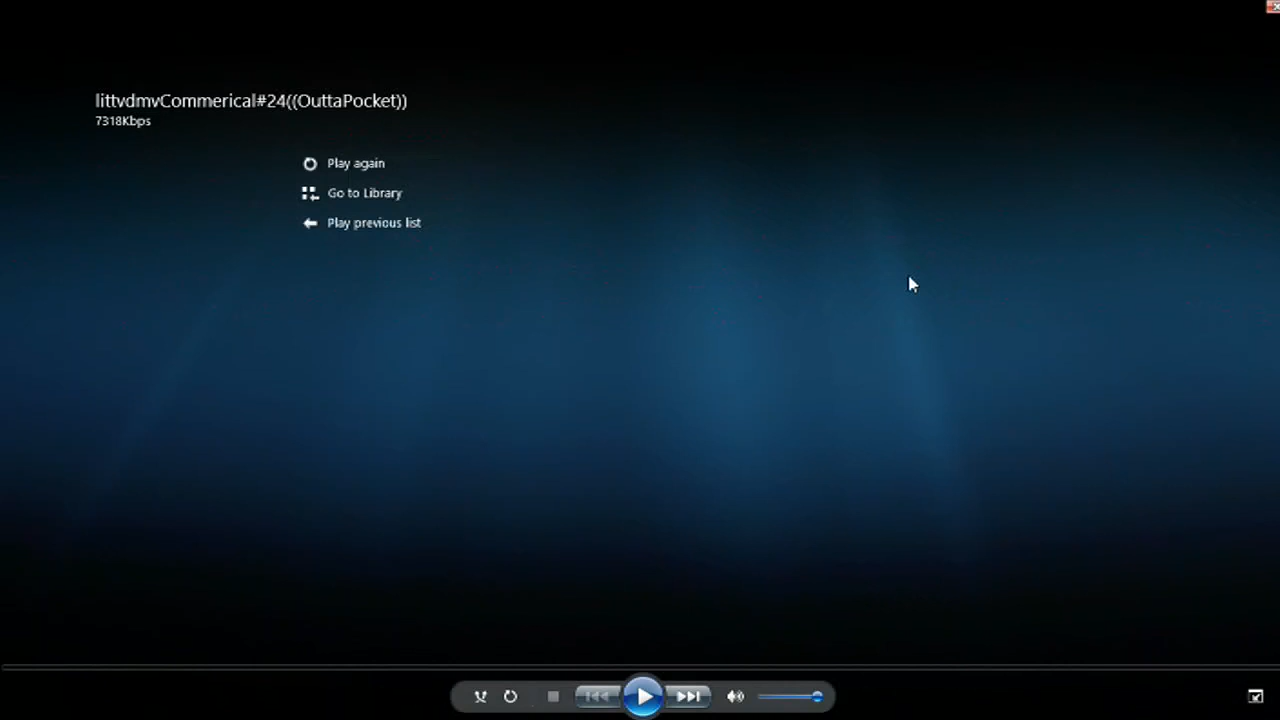 littvdmvCommerical#24((OuttaPocket))
7318Kbps
Play again
Go to Library
Play previous list